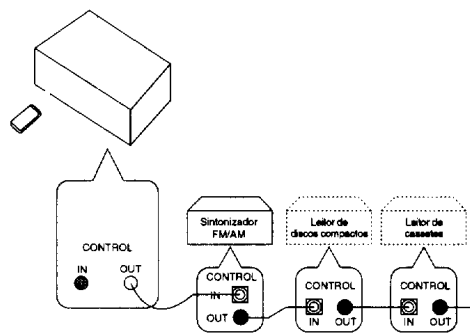 CONTROL
IN OUT
Sintonizador
FM/AM
CONTROL
IN
OUT
Leitor de
discos compactos
CONTROL
IN OUT
Leitor de
cassetes
CONTROL
IN OUT